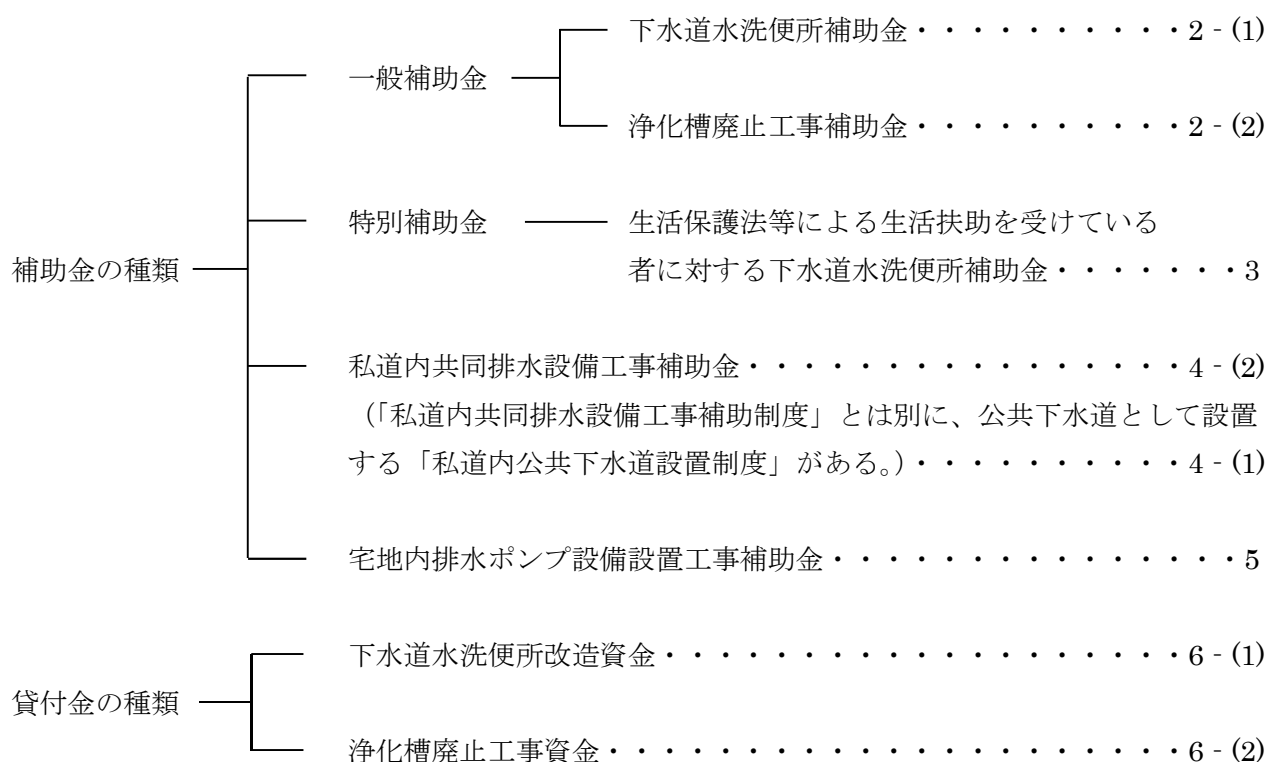 下水道水洗便所補助金・・・・・・・・・・2‐(1)
一般補助金
浄化槽廃止工事補助金・・・・・・・・・・2‐(2)
特別補助金 生活保護法等による生活扶助を受けている
補助金の種類 者に対する下水道水洗便所補助金・・・・・・・3
私道内共同排水設備工事補助金・・・・・・・・・・・・・・・・4‐(2)
（「私道内共同排水設備工事補助制度」とは別に、公共下水道として設置
する「私道内公共下水道設置制度」がある。）・・・・・・・・・・4‐(1)
宅地内排水ポンプ設備設置工事補助金・・・・・・・・・・・・・・・5
下水道水洗便所改造資金・・・・・・・・・・・・・・・・・・・6‐(1)
貸付金の種類
浄化槽廃止工事資金・・・・・・・・・・・・・・・・・・・・・6‐(2)